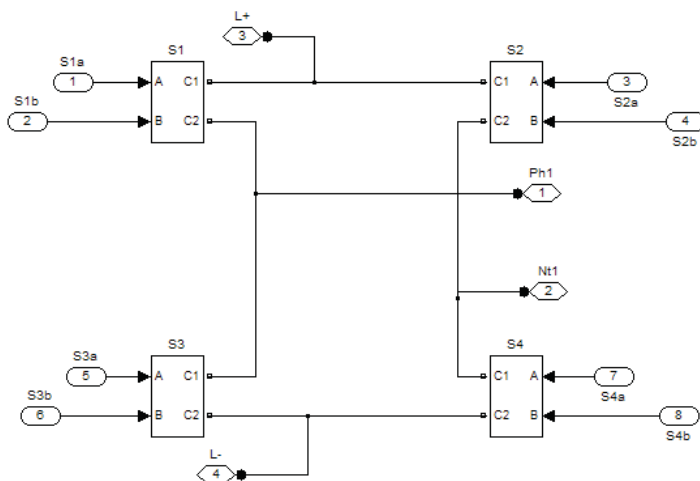 L+
3
S1
S2
S1a
1
A
C1
C1
A
3
S2a
S1b
2
B
C2
C2
B
4
S2b
Ph1
1
Nt1
2
S3
S4
S3a
5
A
C1
C1
A
7
S4a
S3b
6
B
C2
C2
B
8
S4b
L-
4